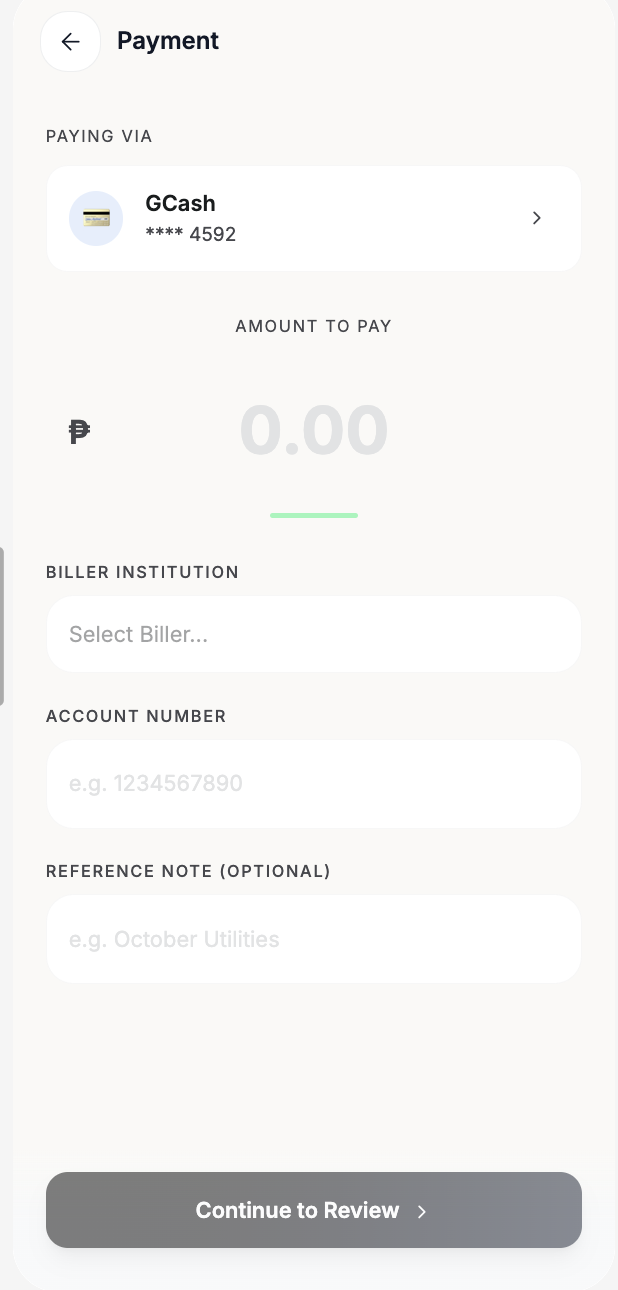 Payment
PAYING VIA
GCash
**** 4592
AMOUNT TO PAY
₱ 0.00
BILLER INSTITUTION
Select Biller...
ACCOUNT NUMBER
e.g. 1234567890
REFERENCE NOTE (OPTIONAL)
e.g. October Utilities
Continue to Review